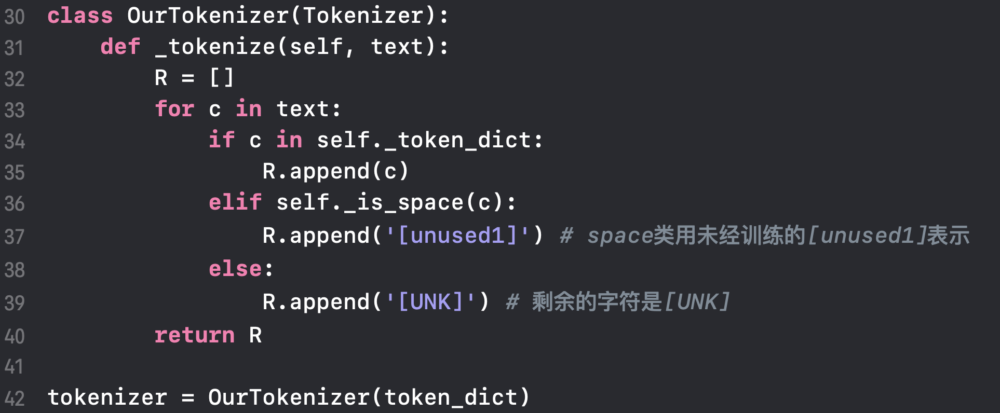 30 class OurTokenizer(Tokenizer):
31     def _tokenize(self, text):
32         R = []
33         for c in text:
34             if c in self._token_dict:
35                 R.append(c)
36             elif self._is_space(c):
37                 R.append('[unused1]') # space类用未经训练的[unused1]表示
38             else:
39                 R.append('[UNK]') # 剩余的字符是[UNK]
40         return R
41
42 tokenizer = OurTokenizer(token_dict)